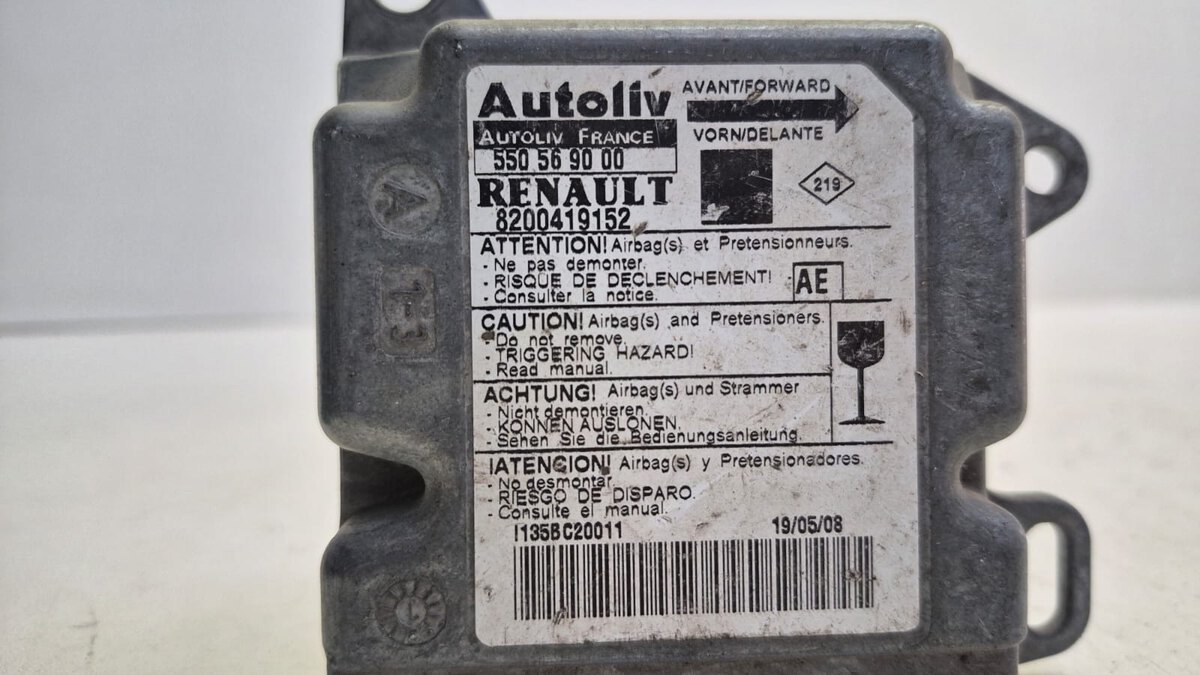 Autoliv
AVANT/FORWARD
AUTOLIV FRANCE
VORN/DELANTE
550 56 90 00
RENAULT
219
8200419152
ATTENTION! Airbag(s) et Pretensionneurs.
- Ne pas demonter.
- RISQUE DE DECLENCHEMENT!
- Consulter la notice.
AE
CAUTION! Airbag(s) and Pretensioners.
- Do not remove.
- TRIGGERING HAZARD!
- Read manual.
ACHTUNG! Airbag(s) und Strammer
- Nicht demontieren.
- KONNEN AUSLONEN.
- Sehen Sie die Bedienungsanleitung.
!ATENCION! Airbag(s) y Pretensionadores.
- No desmontar.
- RIESGO DE DISPARO.
- Consulte el manual.
I135BC20011
19/05/08
A
1-3